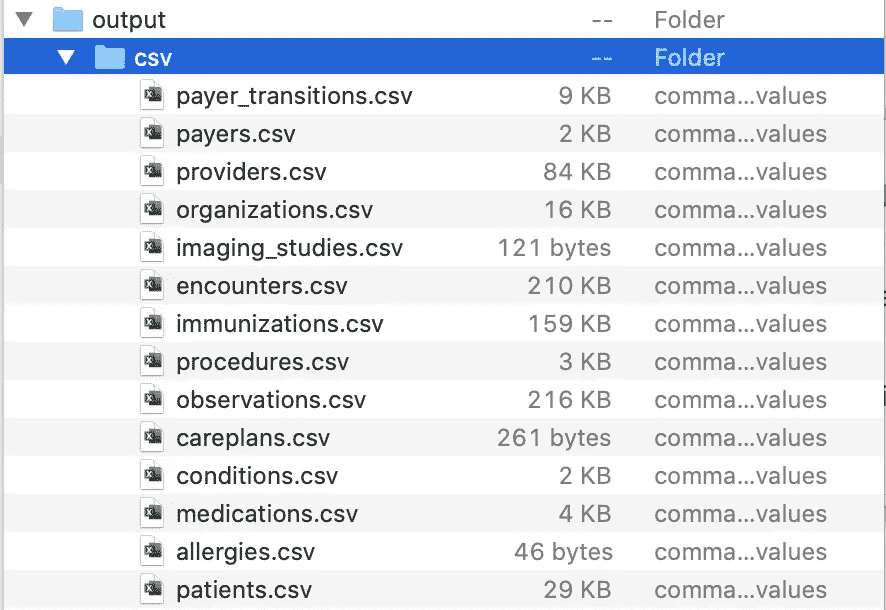 output -- Folder
csv -- Folder
payer_transitions.csv 9 KB comma...values
payers.csv 2 KB comma...values
providers.csv 84 KB comma...values
organizations.csv 16 KB comma...values
imaging_studies.csv 121 bytes comma...values
encounters.csv 210 KB comma...values
immunizations.csv 159 KB comma...values
procedures.csv 3 KB comma...values
observations.csv 216 KB comma...values
careplans.csv 261 bytes comma...values
conditions.csv 2 KB comma...values
medications.csv 4 KB comma...values
allergies.csv 46 bytes comma...values
patients.csv 29 KB comma...values